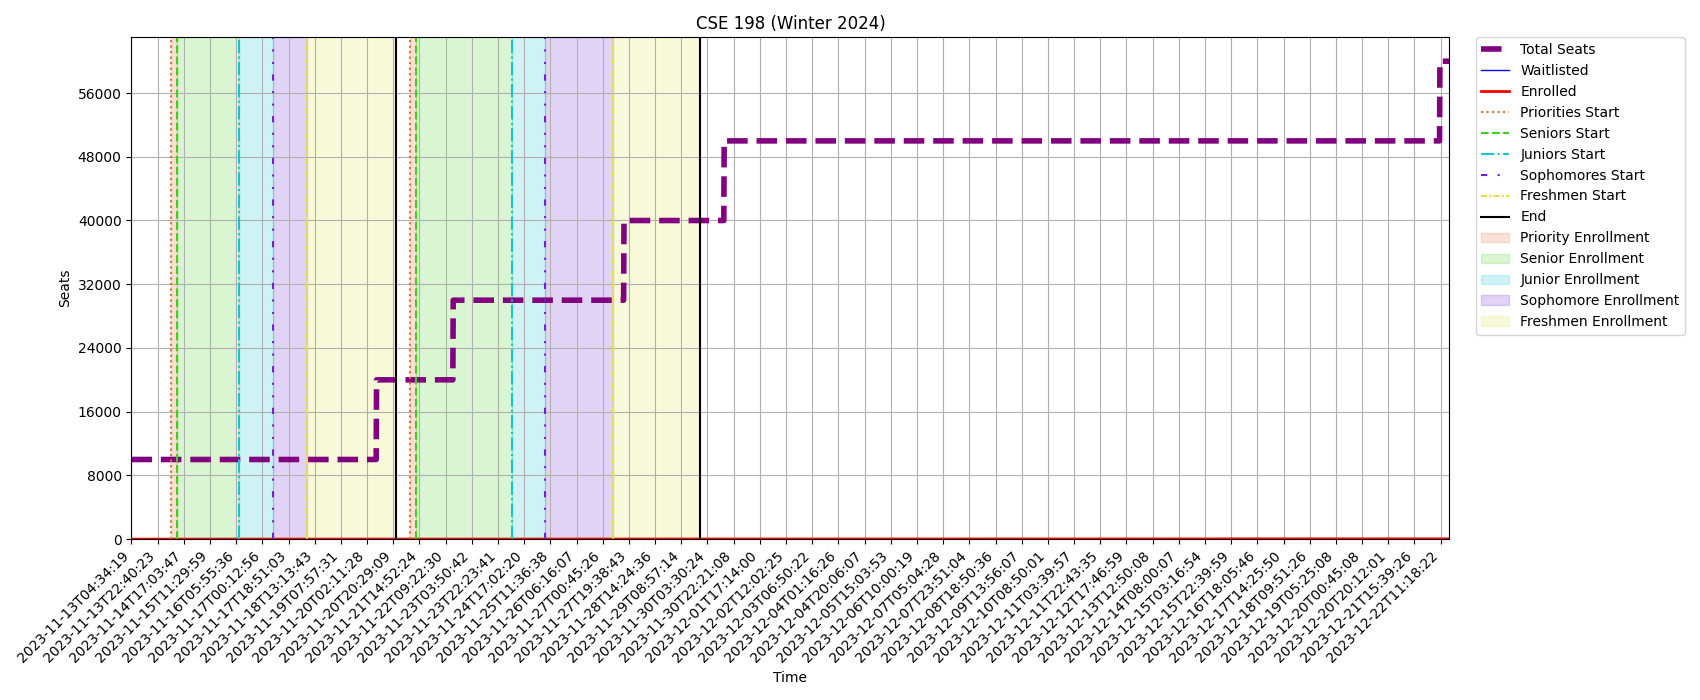 CSE 198 (Winter 2024)
56000
48000
40000
32000
24000
16000
8000
0
Seats
2023-11-13T04:34:19
2023-11-13T22:40:23
2023-11-14T17:03:47
2023-11-15T11:29:59
2023-11-16T05:55:36
2023-11-17T00:12:56
2023-11-17T18:51:03
2023-11-18T13:13:43
2023-11-19T07:57:31
2023-11-20T02:11:28
2023-11-20T20:29:09
2023-11-21T14:52:24
2023-11-22T09:22:30
2023-11-23T03:50:42
2023-11-23T22:23:41
2023-11-24T17:02:20
2023-11-25T11:36:38
2023-11-26T06:16:07
2023-11-27T00:45:26
2023-11-27T19:38:43
2023-11-28T14:24:36
2023-11-29T08:57:14
2023-11-30T03:30:24
2023-11-30T22:21:08
2023-12-01T17:14:00
2023-12-02T12:02:25
2023-12-03T06:50:22
2023-12-04T01:16:26
2023-12-04T20:06:07
2023-12-05T15:03:53
2023-12-06T10:00:19
2023-12-07T05:04:28
2023-12-07T23:51:04
2023-12-08T18:50:36
2023-12-09T13:56:07
2023-12-10T08:50:01
2023-12-11T03:39:57
2023-12-11T22:43:35
2023-12-12T17:46:59
2023-12-13T12:50:08
2023-12-14T08:00:07
2023-12-15T03:16:54
2023-12-15T22:39:59
2023-12-16T18:05:46
2023-12-17T14:25:50
2023-12-18T09:51:26
2023-12-19T05:25:08
2023-12-20T00:45:08
2023-12-20T20:12:01
2023-12-21T15:39:26
2023-12-22T11:18:22
Time
Total Seats
Waitlisted
Enrolled
Priorities Start
Seniors Start
Juniors Start
Sophomores Start
Freshmen Start
End
Priority Enrollment
Senior Enrollment
Junior Enrollment
Sophomore Enrollment
Freshmen Enrollment